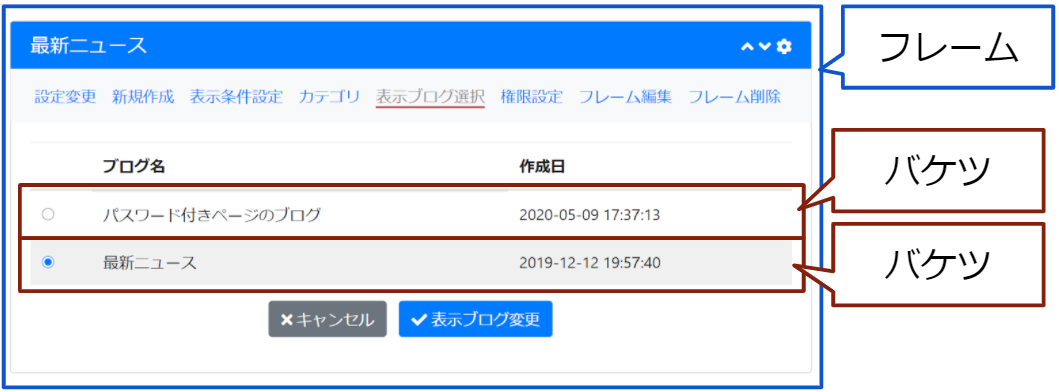 最新ニュース
フレーム
設定変更 新規作成 表示条件設定 カテゴリ 表示ブログ選択 権限設定 フレーム編集 フレーム削除
ブログ名 作成日
バケツ
パスワード付きページのブログ 2020-05-09 17:37:13
最新ニュース 2019-12-12 19:57:40
バケツ
キャンセル 表示ブログ変更